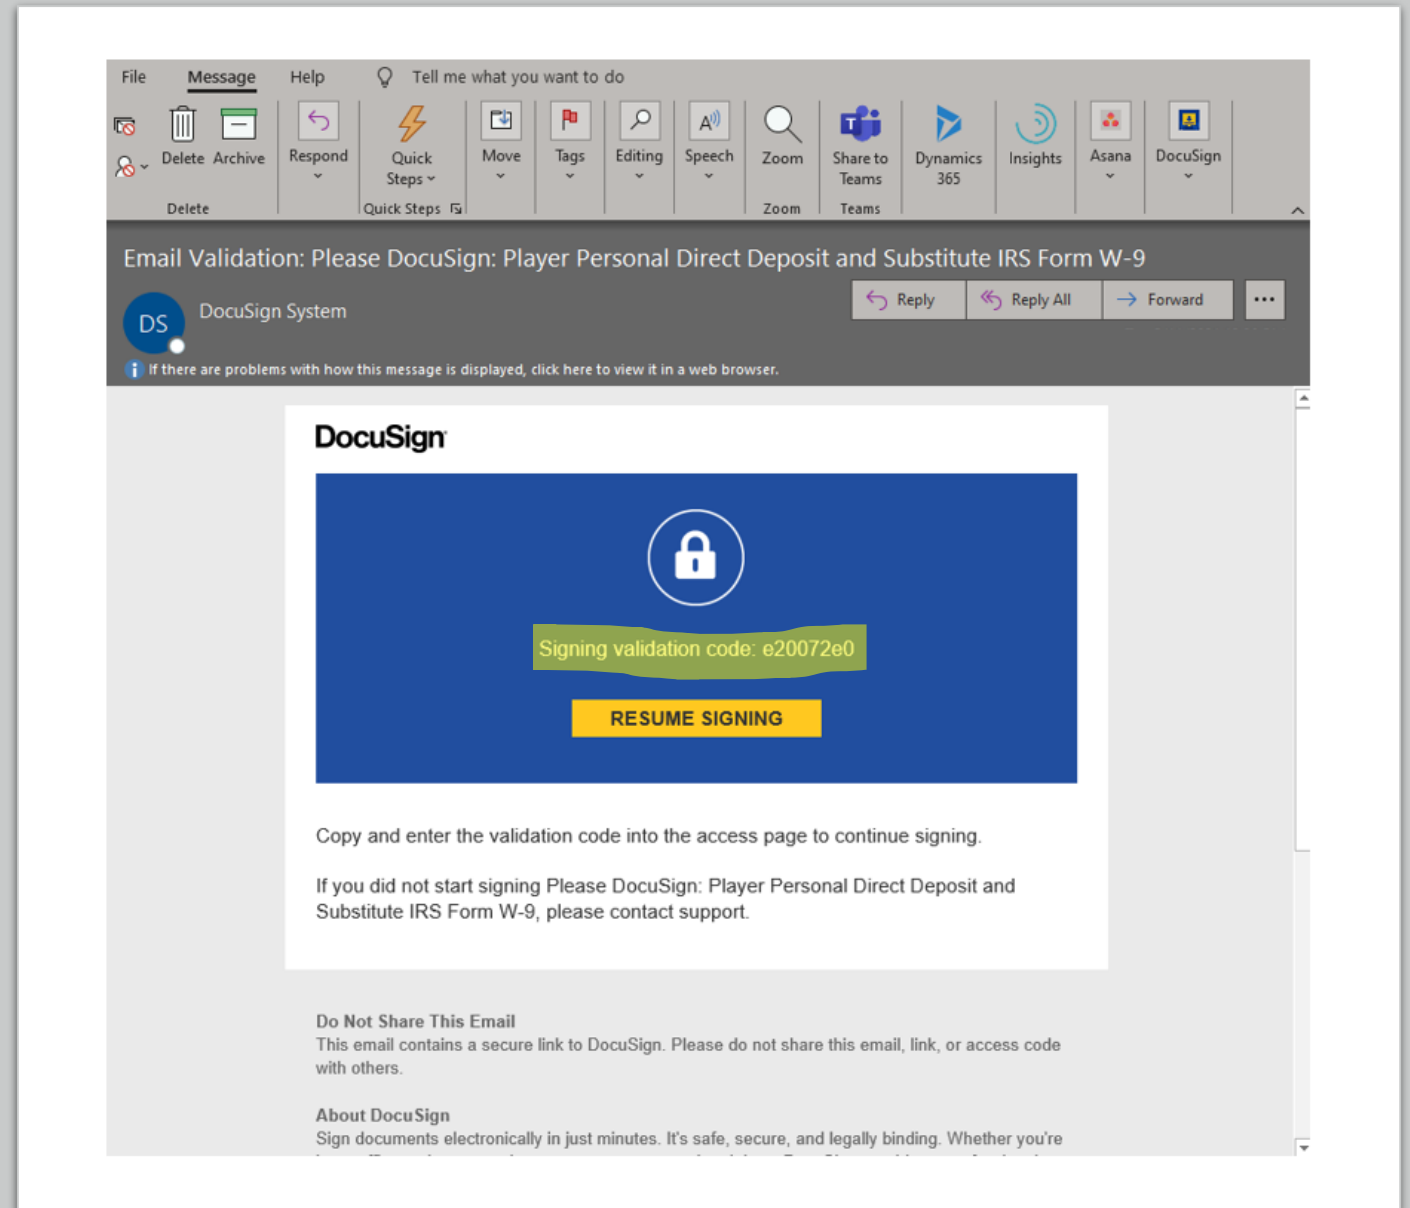 File Message Help Tell me what you want to do
Delete Archive Respond Quick Steps Move Tags Editing Speech Zoom Share to Teams Dynamics 365 Insights Asana DocuSign
Delete Quick Steps Zoom Teams
Email Validation: Please DocuSign: Player Personal Direct Deposit and Substitute IRS Form W-9
DS DocuSign System
Reply Reply All Forward
If there are problems with how this message is displayed, click here to view it in a web browser.
DocuSign
Signing validation code: e20072e0
RESUME SIGNING
Copy and enter the validation code into the access page to continue signing.
If you did not start signing Please DocuSign: Player Personal Direct Deposit and
Substitute IRS Form W-9, please contact support.
Do Not Share This Email
This email contains a secure link to DocuSign. Please do not share this email, link, or access code
with others.
About DocuSign
Sign documents electronically in just minutes. It's safe, secure, and legally binding. Whether you're